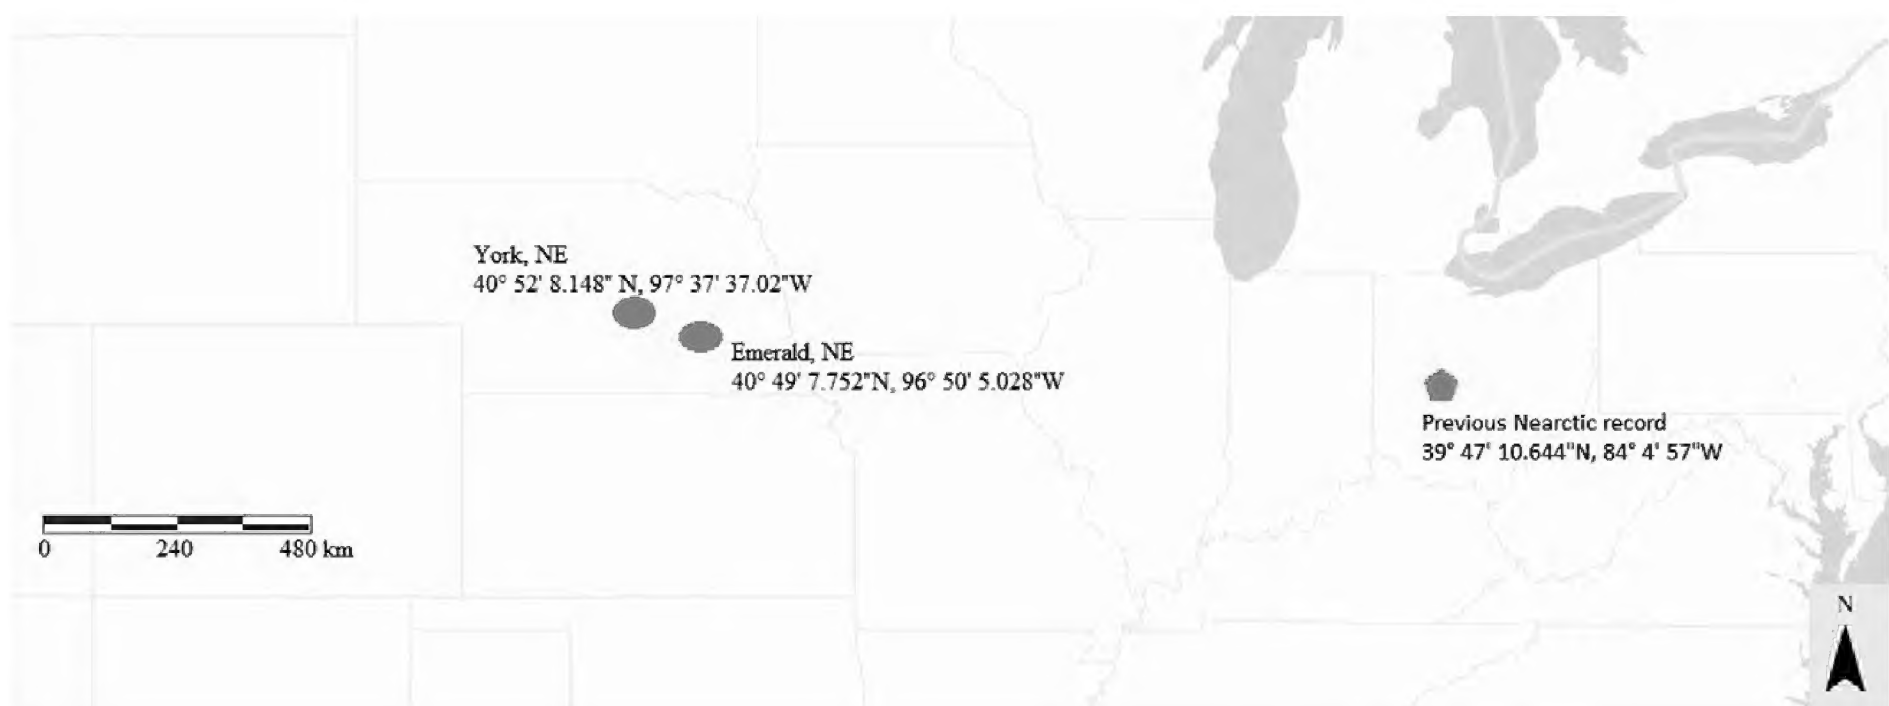 York, NE
40° 52' 8.148" N, 97° 37' 37.02"W
Emerald, NE
40° 49' 7.752"N, 96° 50' 5.028"W
Previous Nearctic record
39° 47' 10.644"N, 84° 4' 57"W
0 240 480 km
N